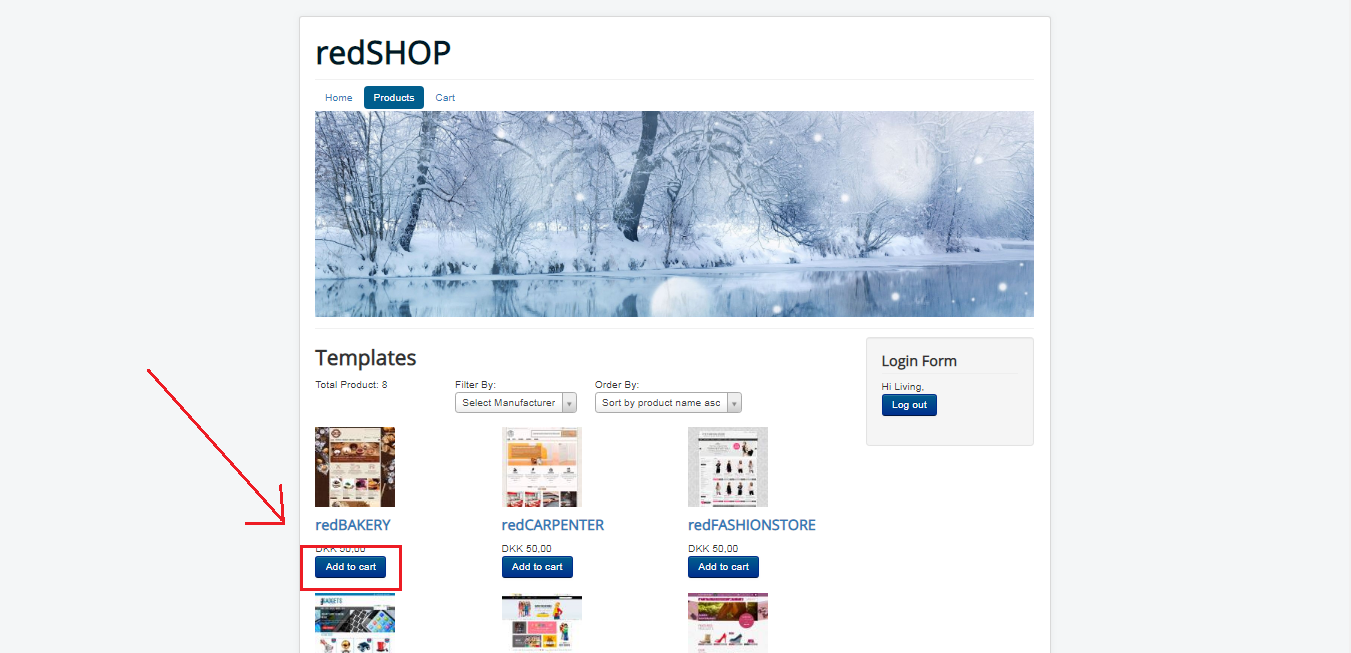 redSHOP
Home Products Cart
Templates
Total Product: 8
Filter By:
Select Manufacturer
Order By:
Sort by product name asc
Login Form
Hi Living,
Log out
redBAKERY
DKK 50,00
Add to cart
redCARPENTER
DKK 50,00
Add to cart
redFASHIONSTORE
DKK 50,00
Add to cart
GADGETS